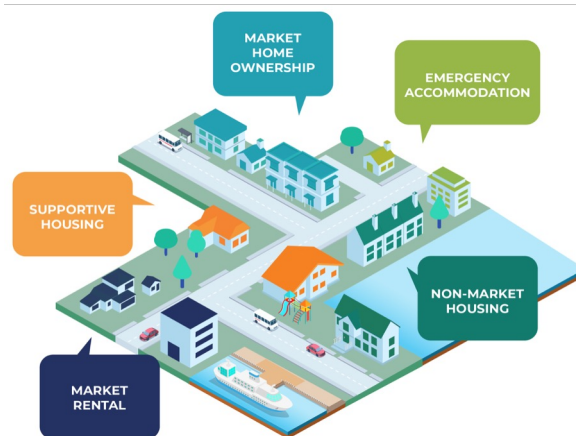 MARKET
HOME
OWNERSHIP
EMERGENCY
ACCOMMODATION
SUPPORTIVE
HOUSING
NON-MARKET
HOUSING
MARKET
RENTAL